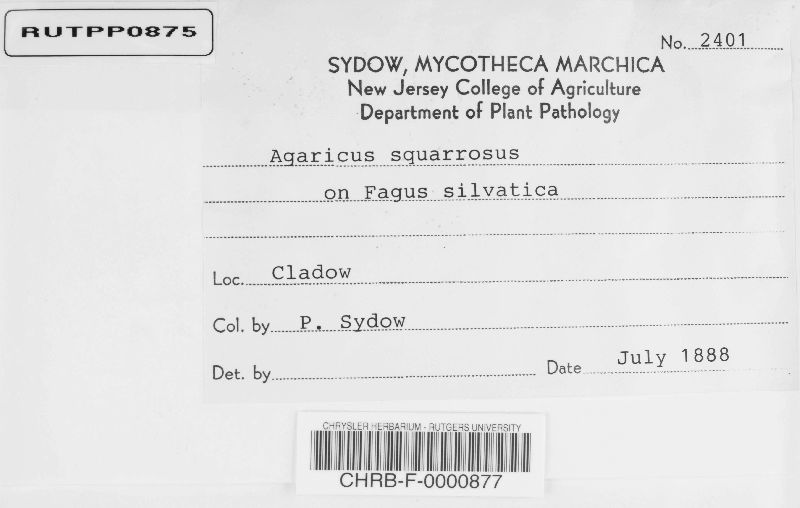 RUTPP0875
No. 2401
SYDOW, MYCOTHECA MARCHICA
New Jersey College of Agriculture
Department of Plant Pathology
Agaricus squarrosus
on Fagus silvatica
Loc. Cladow
Col. by P. Sydow
Det. by Date July 1888
CHRYSLER HERBARIUM - RUTGERS UNIVERSITY
CHRB-F-0000877